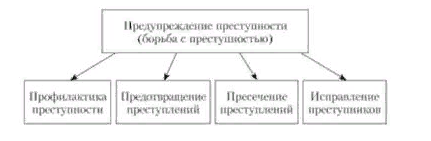 Предупреждение преступности
(борьба с преступностью)
Профилактика
преступности
Предотвращение
преступлений
Пресечение
преступлений
Исправление
преступников